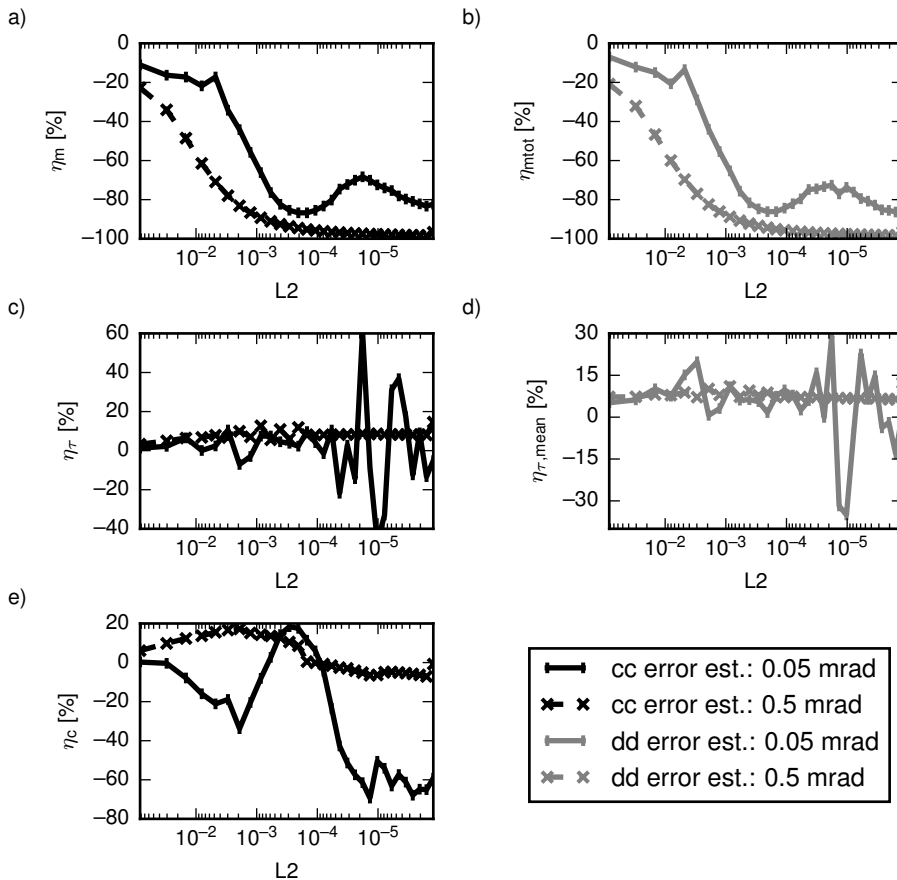 a)
0
−20
−40
−60
−80
−100
ηm [%]
10−2 10−3 10−4 10−5
L2
b)
0
−20
−40
−60
−80
−100
ηmtot [%]
10−2 10−3 10−4 10−5
L2
c)
60
40
20
0
−20
−40
ητ [%]
10−2 10−3 10−4 10−5
L2
d)
30
15
0
−15
−30
ητ,mean [%]
10−2 10−3 10−4 10−5
L2
e)
20
0
−20
−40
−60
−80
ηc [%]
10−2 10−3 10−4 10−5
L2
cc error est.: 0.05 mrad
cc error est.: 0.5 mrad
dd error est.: 0.05 mrad
dd error est.: 0.5 mrad